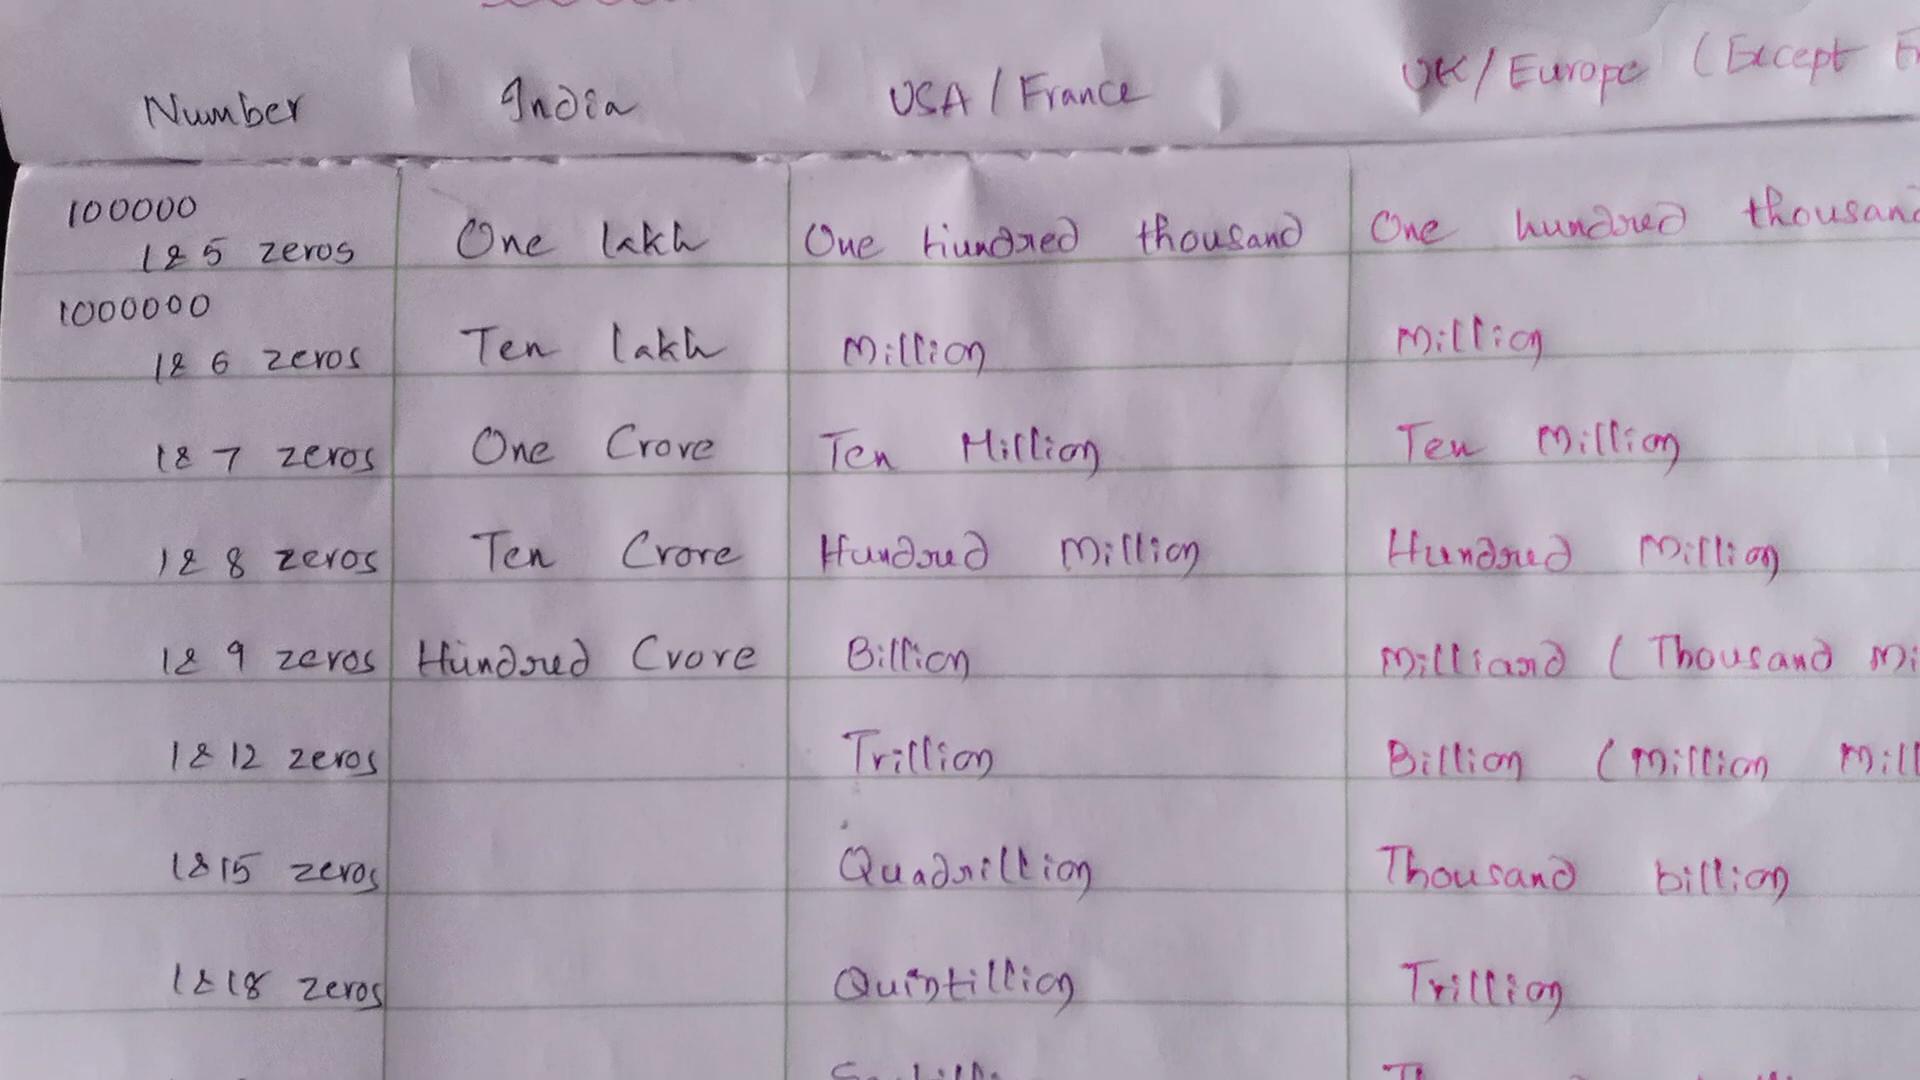 Number India USA / France UK/Europe (Except
100000
1 & 5 zeros One lakh One Hundred thousand One hundred thousand
1000000
1 & 6 zeros Ten lakh Million Million
1 & 7 zeros One Crore Ten Million Ten Million
1 & 8 zeros Ten Crore Hundred Million Hundred Million
1 & 9 zeros Hundred Crore Billion Milliard (Thousand Mi
1 & 12 zeros Trillion Billion (Million Mill
1 & 15 zeros Quadrillion Thousand billion
1 & 18 zeros Quintillion Trillion